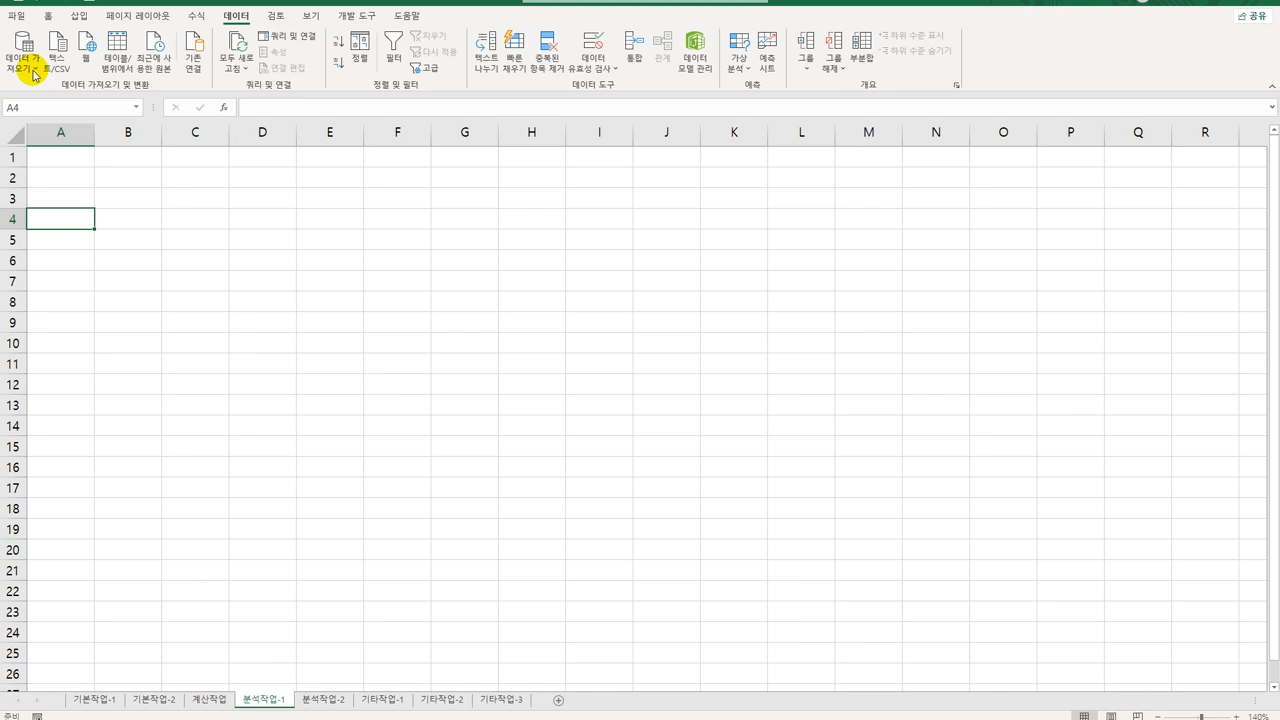 파일 홈 삽입 페이지 레이아웃 수식 데이터 검토 보기 개발 도구 도움말 공유
데이터 가
져오기
텍스
트/CSV
웹
테이블/
범위에서
최근에 사
용한 원본
기존
연결
모두 새로
고침
쿼리 및 연결
속성
연결 편집
정렬
필터
지우기
다시 적용
고급
텍스트
나누기
빠른
채우기
중복된
항목 제거
데이터
유효성 검사
통합
관계
데이터
모델 관리
가상
분석
예측
시트
그룹
그룹
해제
부분합
하위 수준 표시
하위 수준 숨기기
데이터 가져오기 및 변환 쿼리 및 연결 정렬 및 필터 데이터 도구 예측 개요
A4 fx
A B C D E F G H I J K L M N O P Q R
1
2
3
4
5
6
7
8
9
10
11
12
13
14
15
16
17
18
19
20
21
22
23
24
25
26
기본작업-1 기본작업-2 계산작업 분석작업-1 분석작업-2 기타작업-1 기타작업-2 기타작업-3
준비 140%